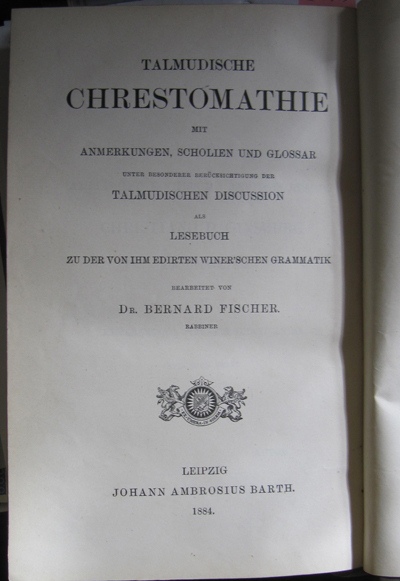 TALMUDISCHE
CHRESTOMATHIE
MIT
ANMERKUNGEN, SCHOLIEN UND GLOSSAR
UNTER BESONDERER BERÜCKSICHTIGUNG DER
TALMUDISCHEN DISCUSSION
ALS
LESEBUCH
ZU DER VON IHM EDIRTEN WINER'SCHEN GRAMMATIK
BEARBEITET VON
DR. BERNARD FISCHER.
RABBINER.
LEIPZIG
JOHANN AMBROSIUS BARTH.
1884.